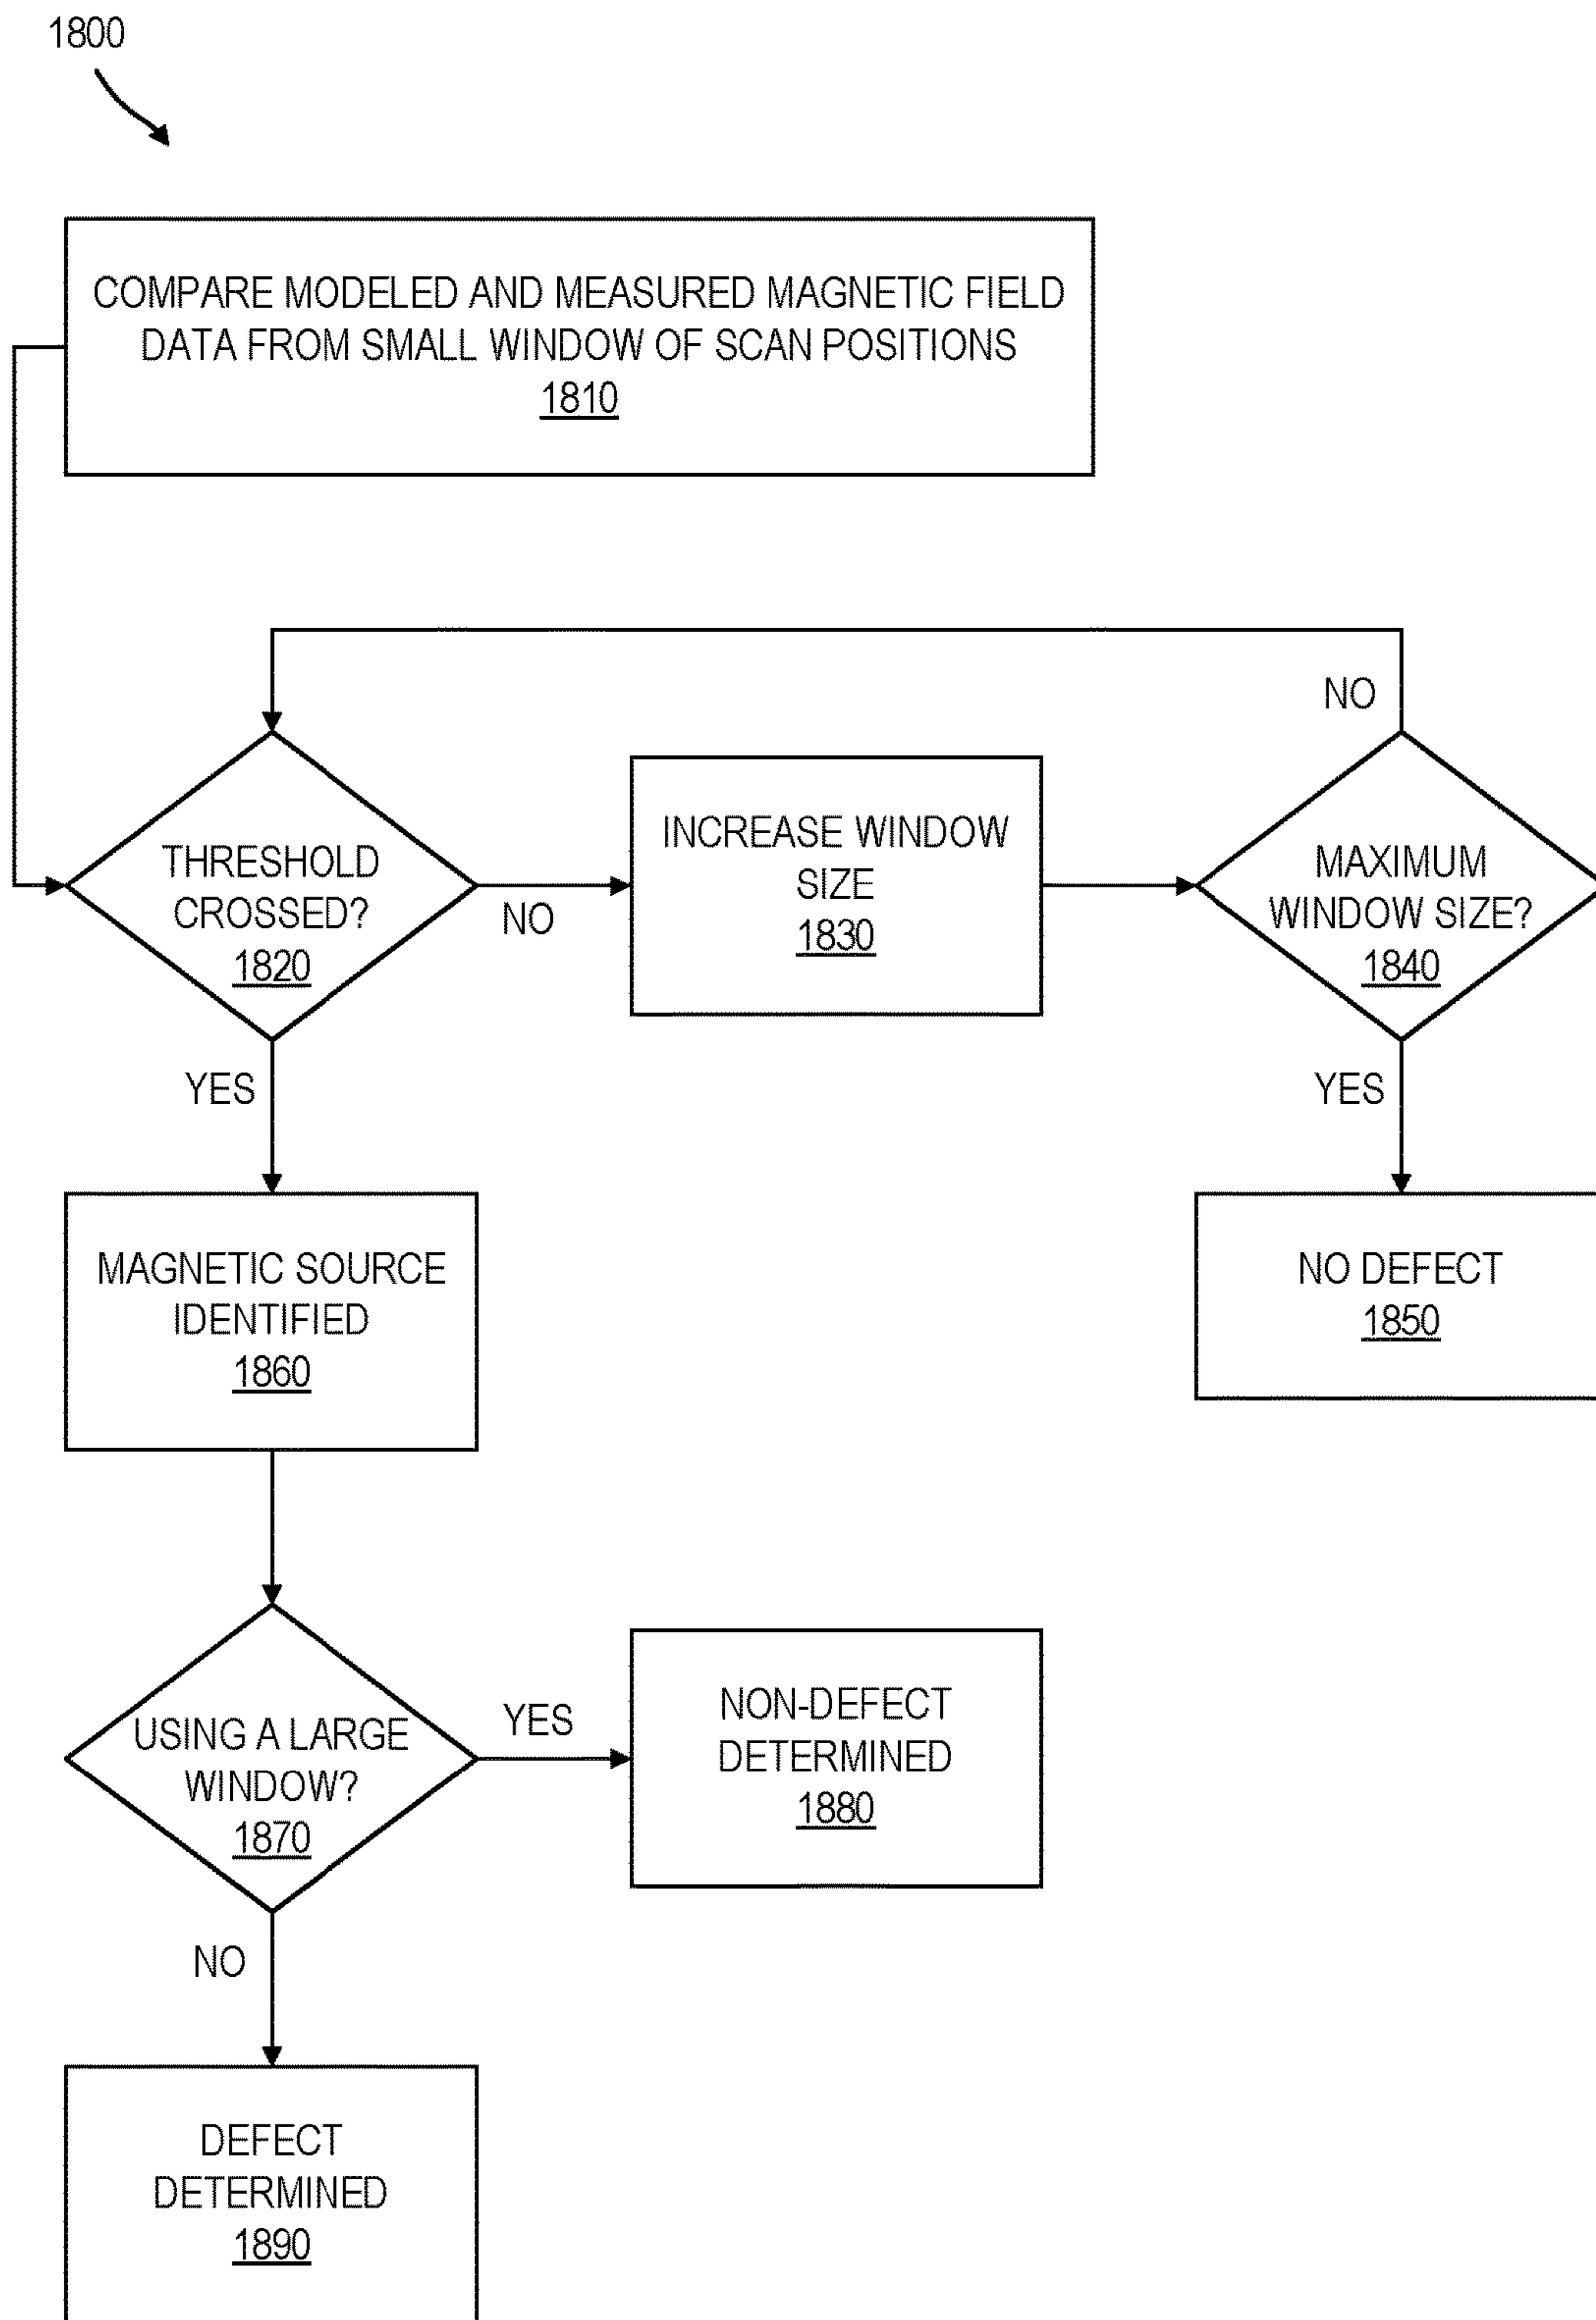 1800
COMPARE MODELED AND MEASURED MAGNETIC FIELD
DATA FROM SMALL WINDOW OF SCAN POSITIONS
1810
NO
THRESHOLD
CROSSED?
1820
NO
INCREASE WINDOW
SIZE
1830
MAXIMUM
WINDOW SIZE?
1840
YES
YES
MAGNETIC SOURCE
IDENTIFIED
1860
NO DEFECT
1850
USING A LARGE
WINDOW?
1870
YES
NON-DEFECT
DETERMINED
1880
NO
DEFECT
DETERMINED
1890